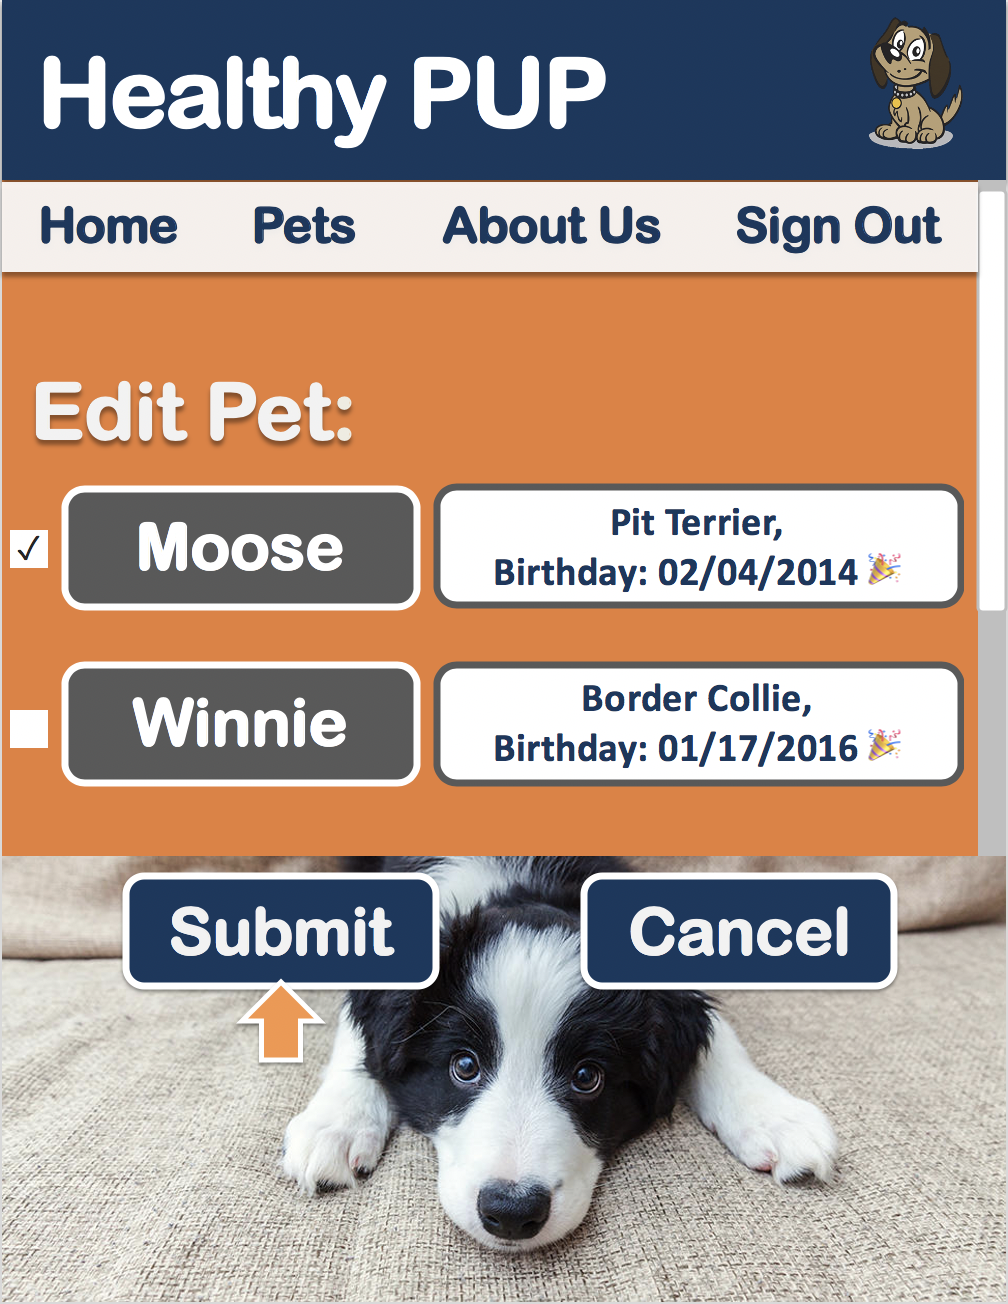 Healthy PUP
Home Pets About Us Sign Out
Edit Pet:
✓ Moose
Pit Terrier,
Birthday: 02/04/2014 🎉
Winnie
Border Collie,
Birthday: 01/17/2016 🎉
Submit Cancel